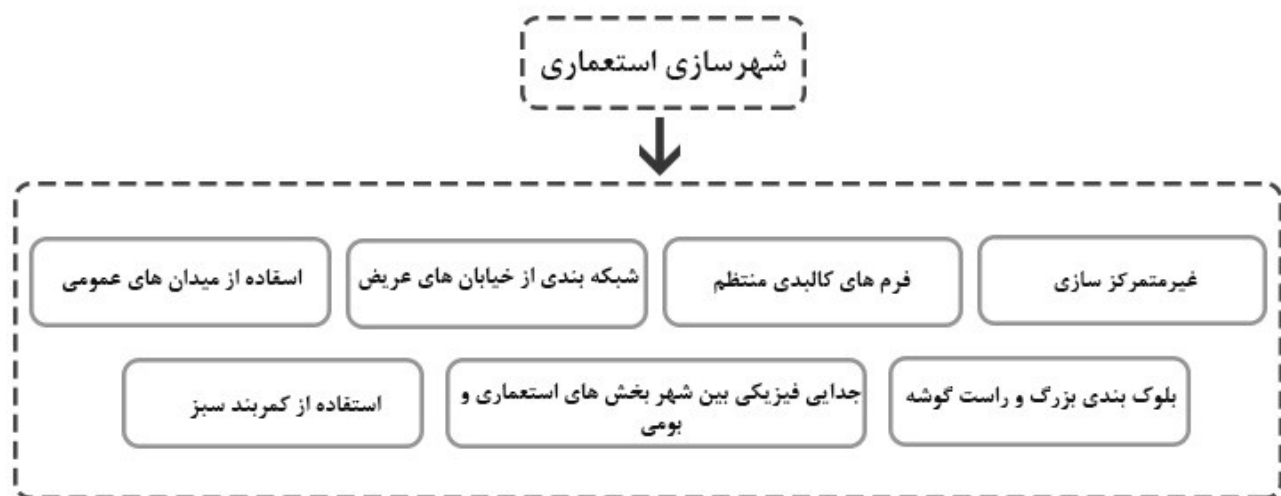 شهرسازی استعماری
غیرمتمرکز سازی
فرم های کالبدی منتظم
شبکه بندی از خیابان های عریض
اسقاده از میدان های عمومی
بلوک بندی بزرگ و راست گوشه
جدایی فیزیکی بین شهر بخش های استعماری و
بومی
استفاده از کمربند سبز